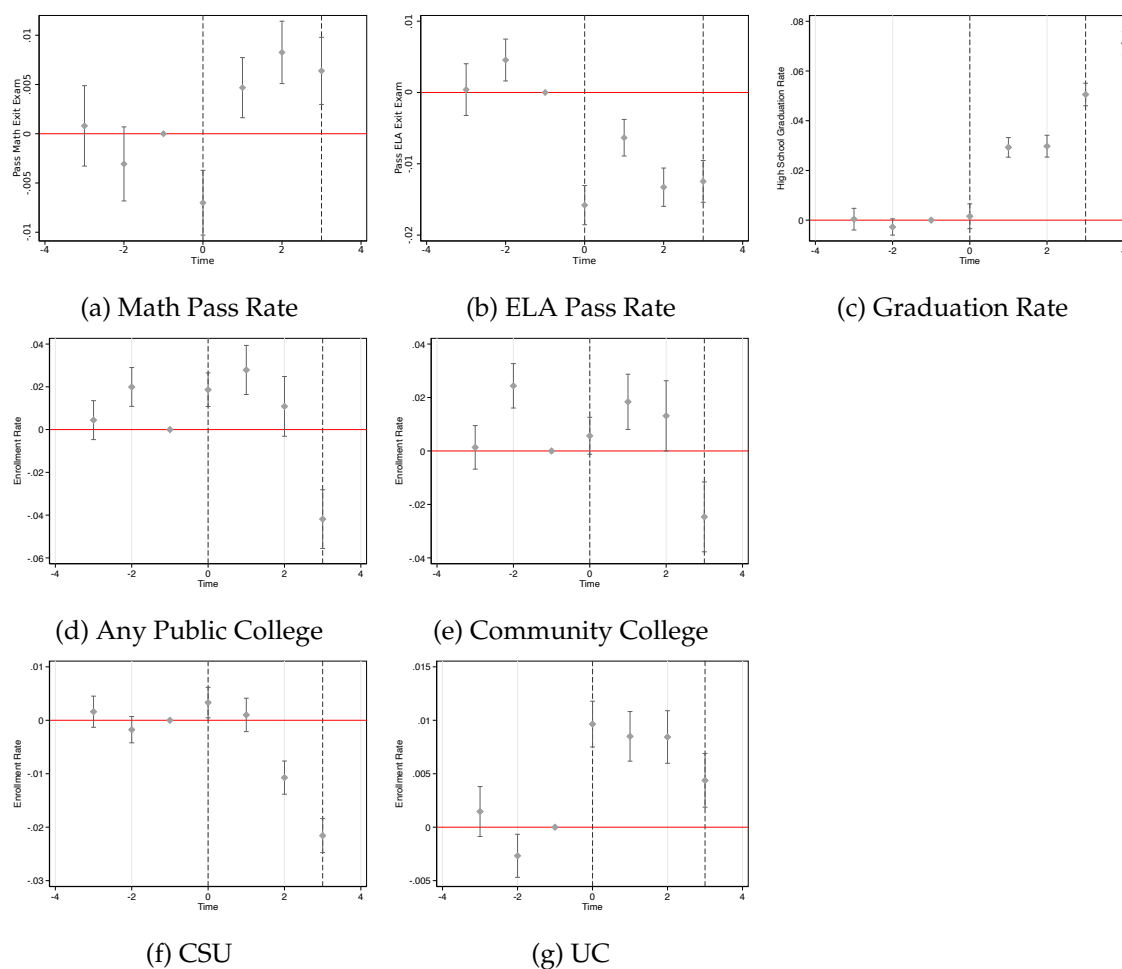 Pass Math Exit Exam
.01
.005
0
-.005
-.01
-4 -2 0 2 4
Time
(a) Math Pass Rate
Pass ELA Exit Exam
.01
0
-.01
-.02
-4 -2 0 2 4
Time
(b) ELA Pass Rate
High School Graduation Rate
.08
.06
.04
.02
0
-4 -2 0 2 4
Time
(c) Graduation Rate
Enrollment Rate
.04
.02
0
-.02
-.04
-.06
-4 -2 0 2 4
Time
(d) Any Public College
Enrollment Rate
.04
.02
0
-.02
-.04
-4 -2 0 2 4
Time
(e) Community College
Enrollment Rate
.01
0
-.01
-.02
-.03
-4 -2 0 2 4
Time
(f) CSU
Enrollment Rate
.015
.01
.005
0
-.005
-4 -2 0 2 4
Time
(g) UC